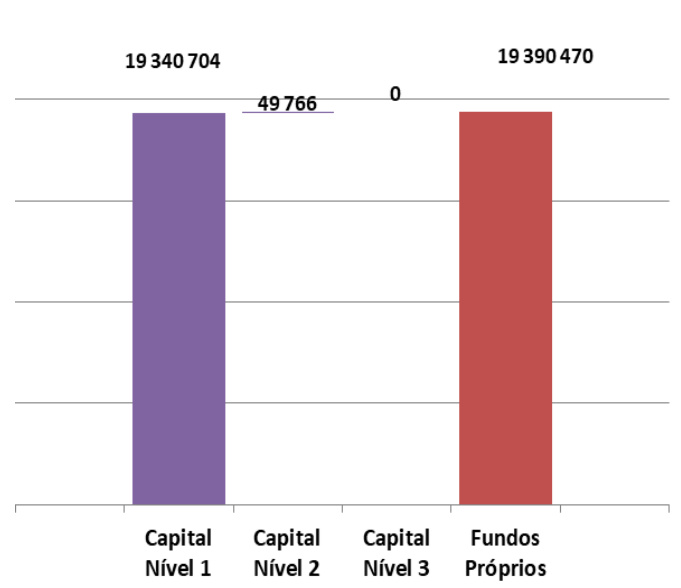 19 340 704
49 766
0
19 390 470
Capital
Nível 1
Capital
Nível 2
Capital
Nível 3
Fundos
Próprios